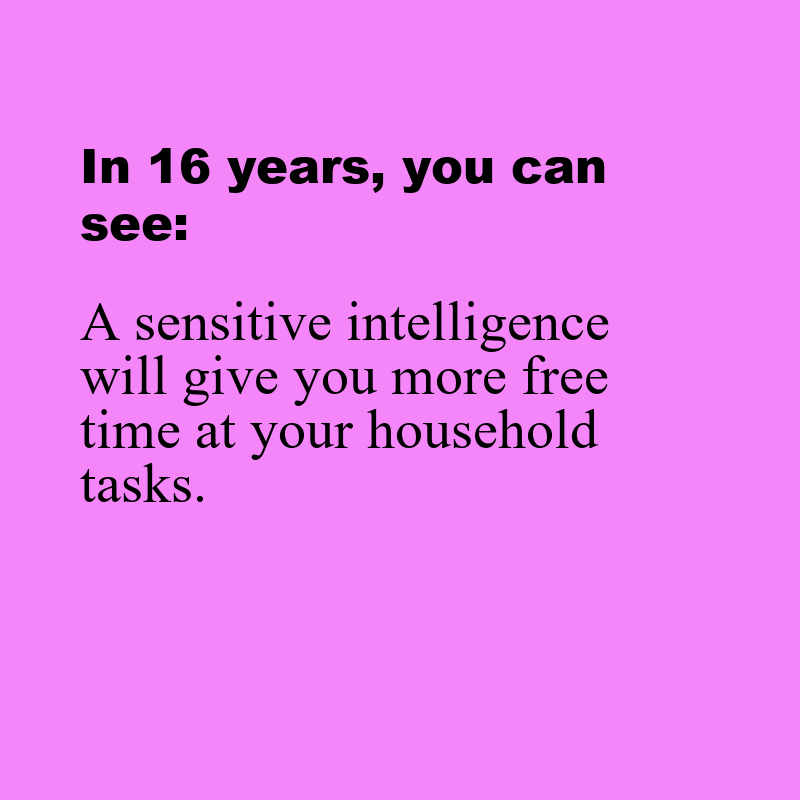 In 16 years, you can
see:
A sensitive intelligence
will give you more free
time at your household
tasks.